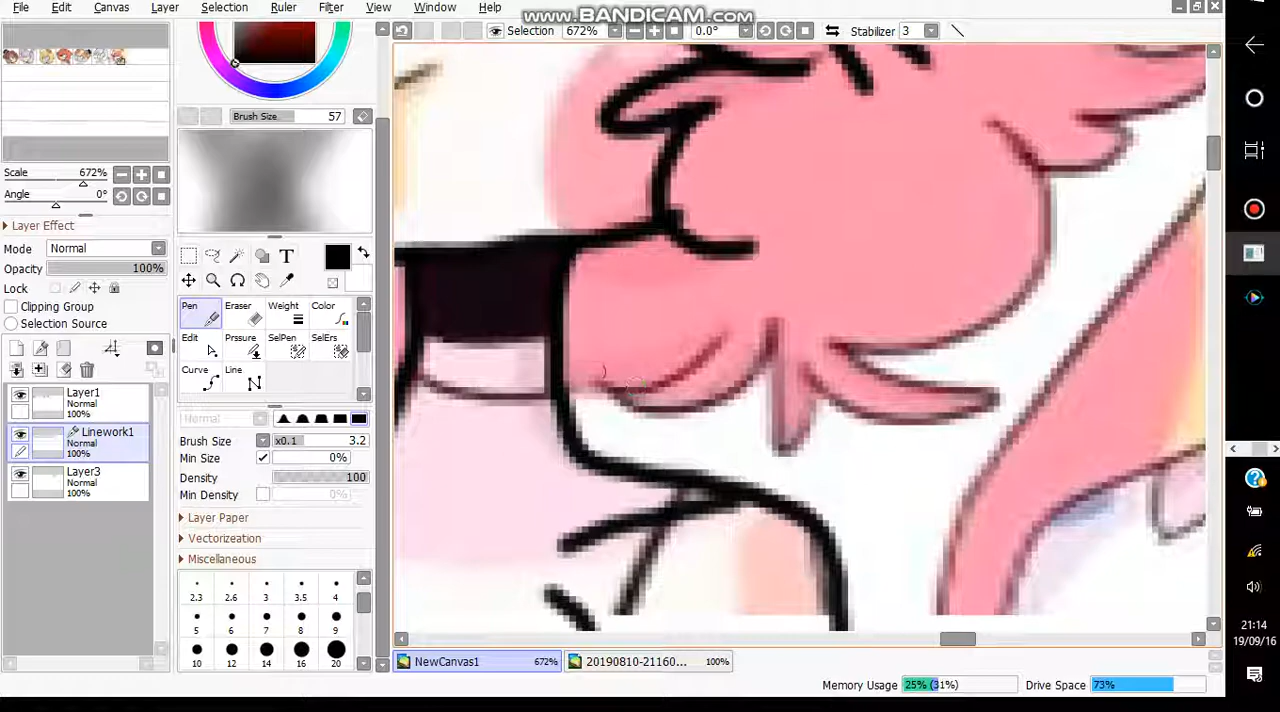 www.BANDICAM.com
File Edit Canvas Layer Selection Ruler Filter View Window Help
Selection 672% 0.0° Stabilizer 3
Brush Size 57
Scale 672%
Angle 0°
Layer Effect
Mode Normal
Opacity 100%
Lock
Clipping Group
Selection Source
Layer1
Normal
100%
Linework1
Normal
100%
Layer3
Normal
100%
Pen Eraser Weight Color
Edit Prssure SelPen SelErs
Curve Line
Normal
Brush Size x0.1 3.2
Min Size 0%
Density 100
Min Density 0%
Layer Paper
Vectorization
Miscellaneous
2.3 2.6 3 3.5 4
5 6 7 8 9
10 12 14 16 20
NewCanvas1 672% 20190810-21160... 100%
Memory Usage 25% (31%) Drive Space 73%
21:14
19/09/16